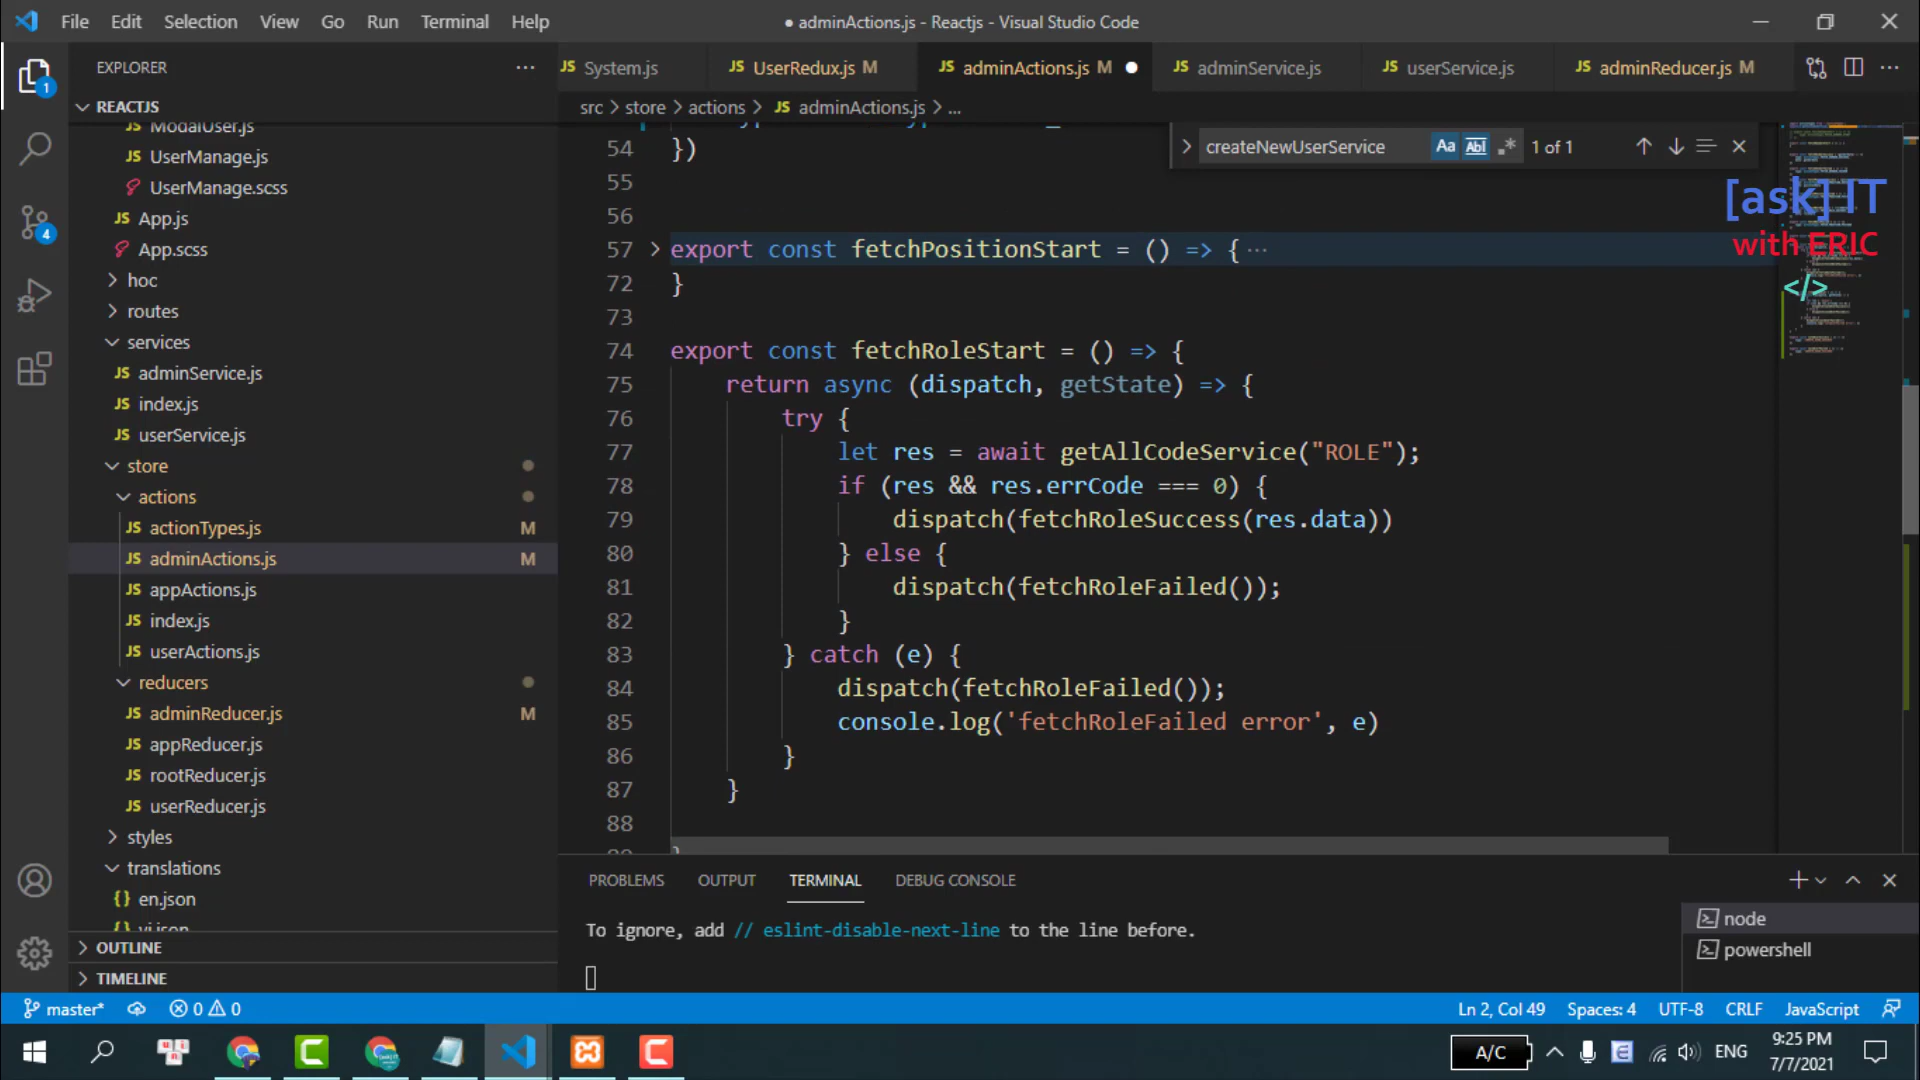 File Edit Selection View Go Run Terminal Help
● adminActions.js - Reactjs - Visual Studio Code
EXPLORER
REACTJS
ModalUser.js
UserManage.js
UserManage.scss
App.js
App.scss
hoc
routes
services
adminService.js
index.js
userService.js
store
actions
actionTypes.js M
adminActions.js M
appActions.js
index.js
userActions.js
reducers
adminReducer.js M
appReducer.js
rootReducer.js
userReducer.js
styles
translations
en.json
vi.json
OUTLINE
TIMELINE
System.js
UserRedux.js M
adminActions.js M
adminService.js
userService.js
adminReducer.js M
src > store > actions > adminActions.js > ...
createNewUserService Aa Abl 1 of 1
[ask] IT
with ERIC
</>
54 })
55
56
57 export const fetchPositionStart = () => { ...
72 }
73
74 export const fetchRoleStart = () => {
75 return async (dispatch, getState) => {
76 try {
77 let res = await getAllCodeService("ROLE");
78 if (res && res.errCode === 0) {
79 dispatch(fetchRoleSuccess(res.data))
80 } else {
81 dispatch(fetchRoleFailed());
82 }
83 } catch (e) {
84 dispatch(fetchRoleFailed());
85 console.log('fetchRoleFailed error', e)
86 }
87 }
88
PROBLEMS OUTPUT TERMINAL DEBUG CONSOLE
To ignore, add // eslint-disable-next-line to the line before.
node
powershell
1
4
master* 0 0
Ln 2, Col 49 Spaces: 4 UTF-8 CRLF JavaScript
A/C
ENG
9:25 PM
7/7/2021